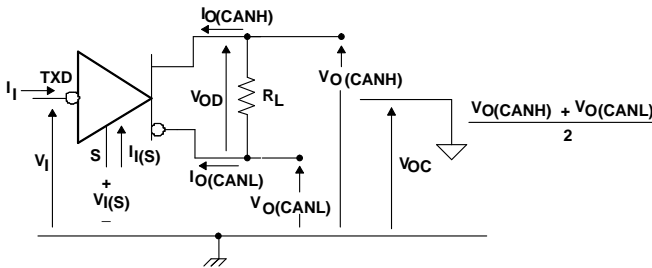 IO(CANH)
TXD
II
VOD
RL
VO(CANH)
VO(CANH) + VO(CANL)
2
VI
S
II(S)
+
VI(S)
_
IO(CANL)
VO(CANL)
VOC